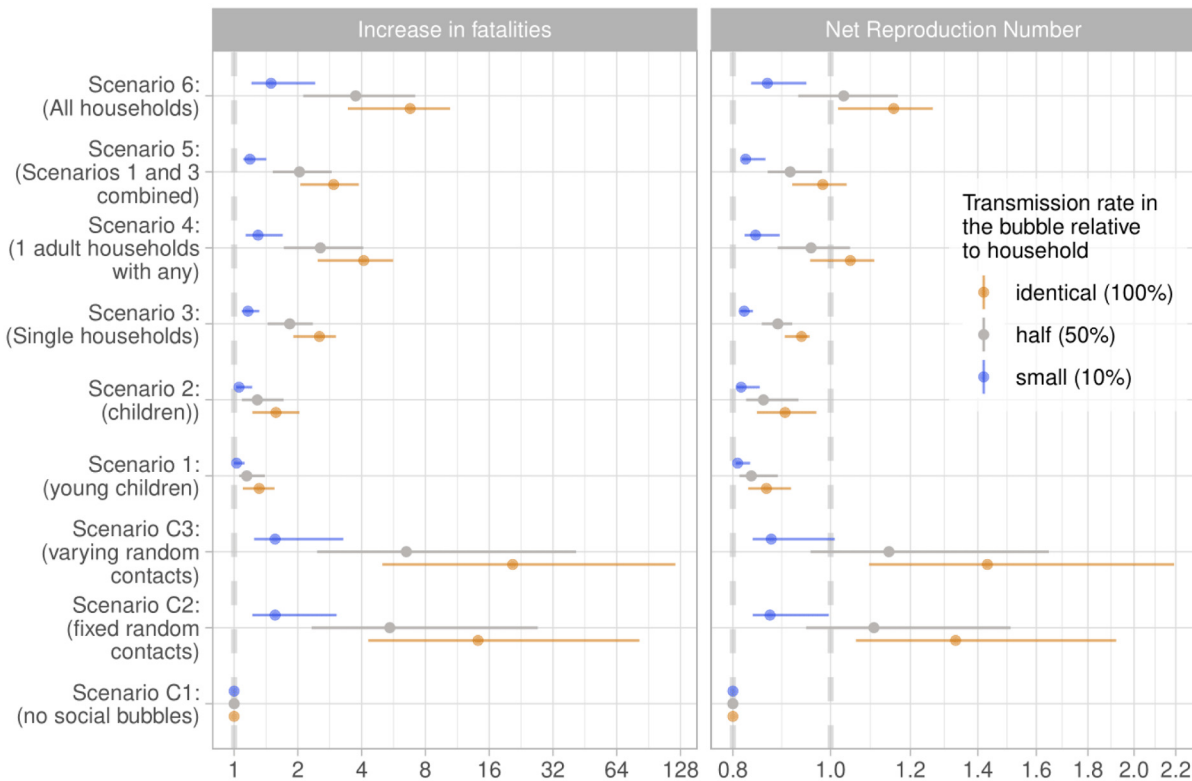 Increase in fatalities
Net Reproduction Number
Scenario 6:
(All households)
Scenario 5:
(Scenarios 1 and 3
combined)
Scenario 4:
(1 adult households
with any)
Scenario 3:
(Single households)
Scenario 2:
(children))
Scenario 1:
(young children)
Scenario C3:
(varying random
contacts)
Scenario C2:
(fixed random
contacts)
Scenario C1:
(no social bubbles)
Transmission rate in
the bubble relative
to household
identical (100%)
half (50%)
small (10%)
1 2 4 8 16 32 64 128
0.8 1.0 1.2 1.4 1.6 1.8 2.0 2.2